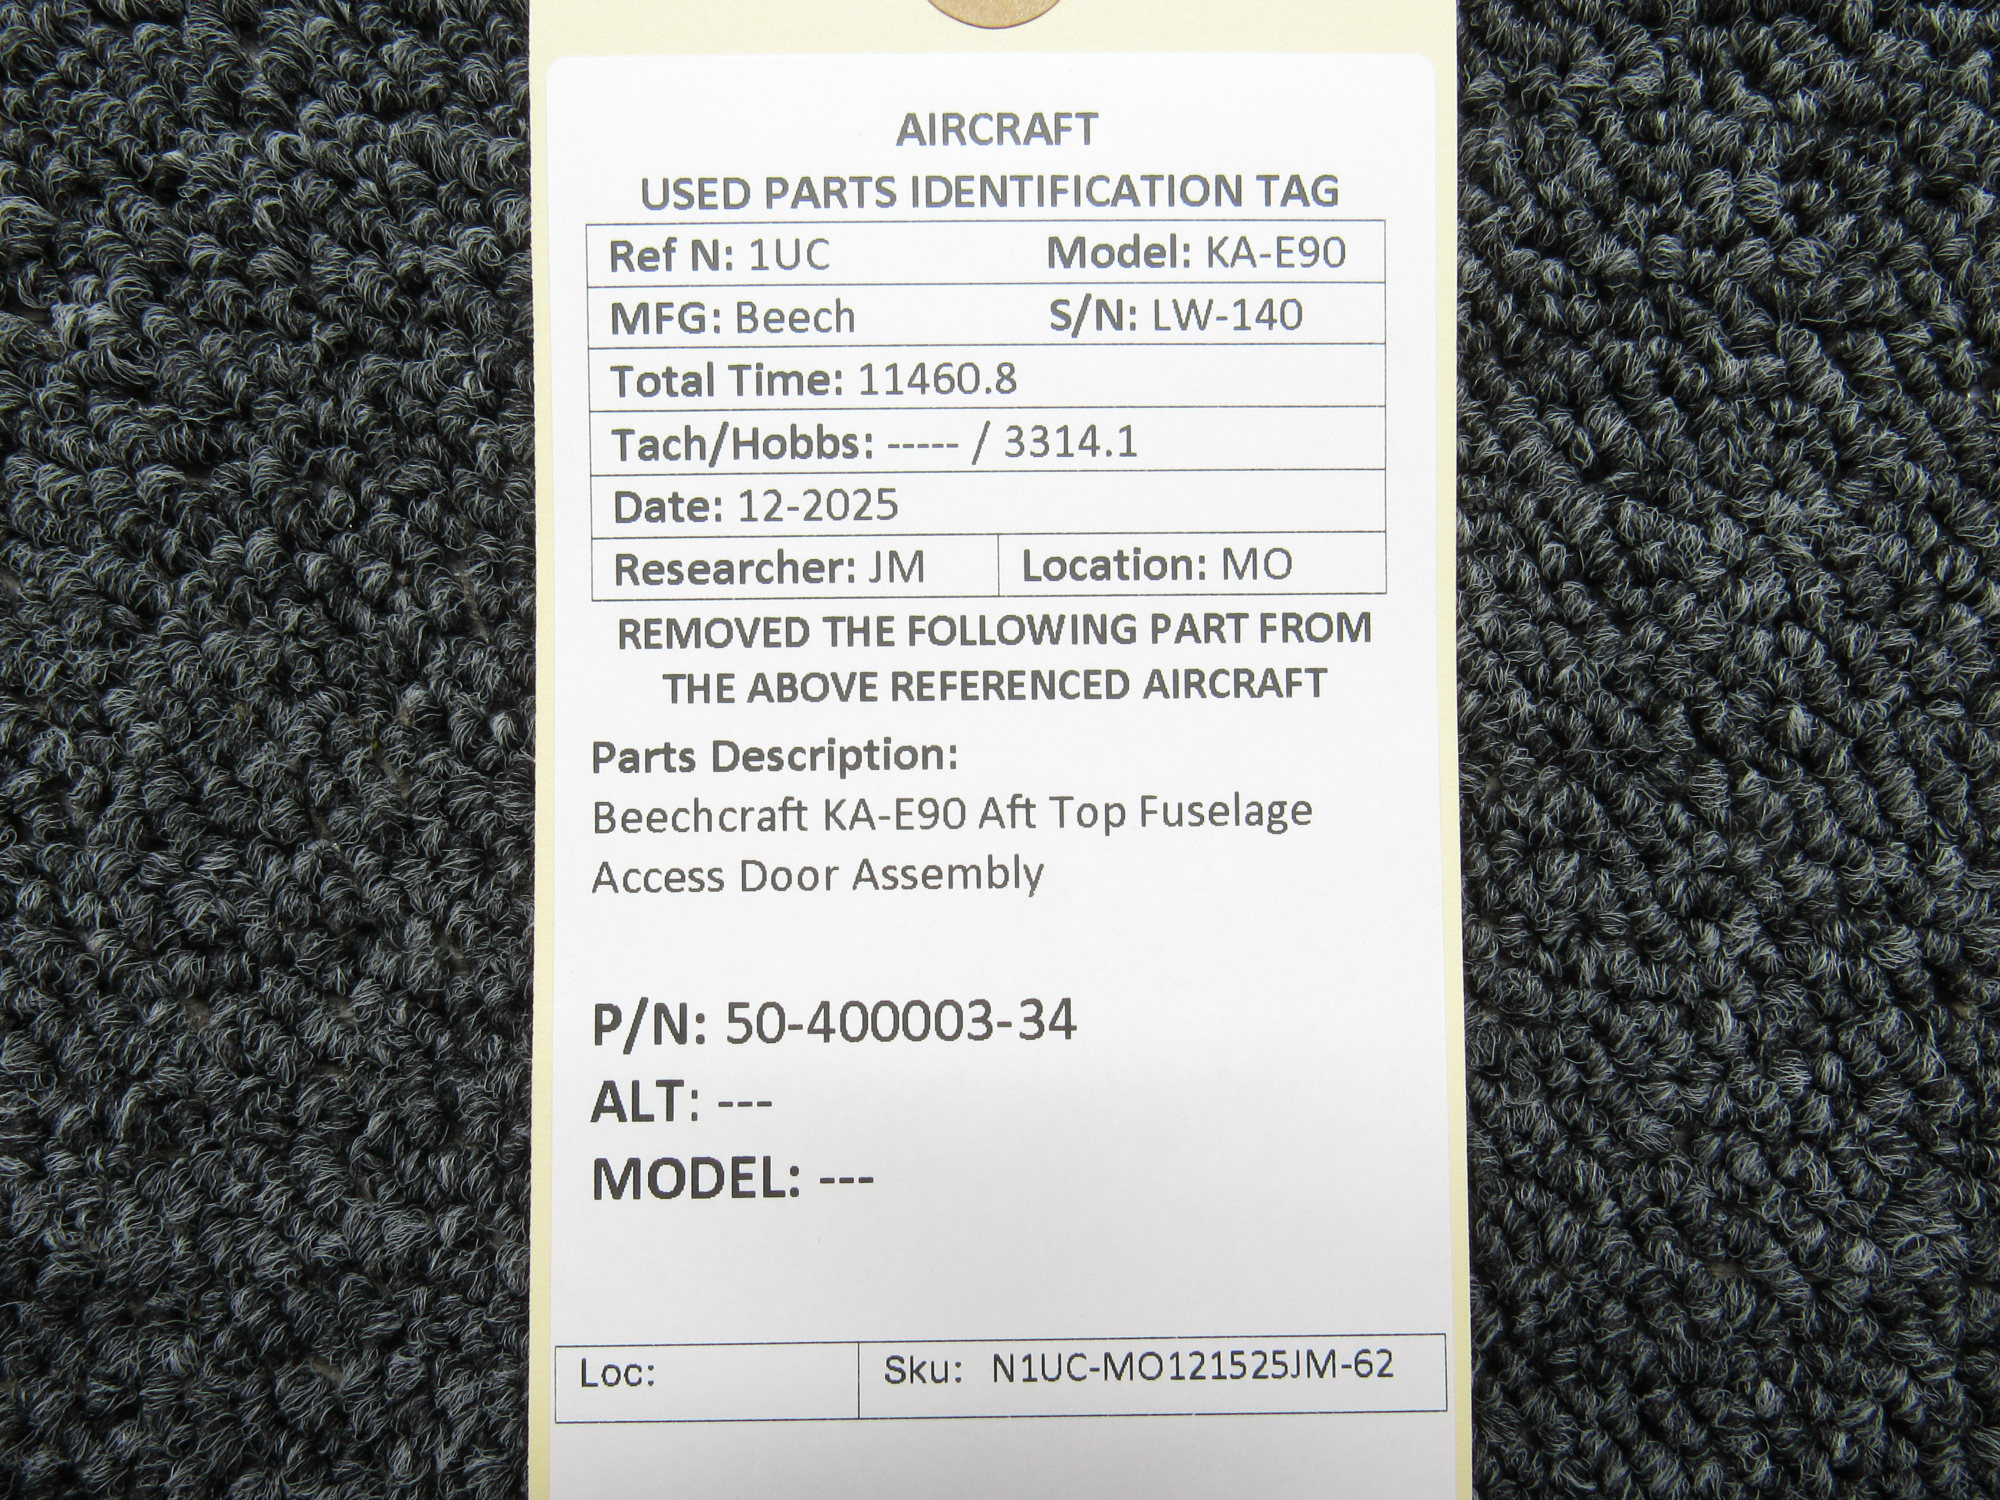 AIRCRAFT
USED PARTS IDENTIFICATION TAG
Ref N: 1UC Model: KA-E90
MFG: Beech S/N: LW-140
Total Time: 11460.8
Tach/Hobbs: ----- / 3314.1
Date: 12-2025
Researcher: JM Location: MO
REMOVED THE FOLLOWING PART FROM
THE ABOVE REFERENCED AIRCRAFT
Parts Description:
Beechcraft KA-E90 Aft Top Fuselage
Access Door Assembly
P/N: 50-400003-34
ALT: ---
MODEL: ---
Loc: Sku: N1UC-MO121525JM-62